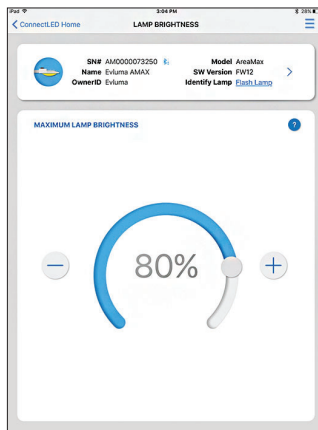 iPad 3:04 PM 28%
ConnectLED Home LAMP BRIGHTNESS
SN# AM0000073250 Model AreaMax
Name Evluma AMAX SW Version FW12
OwnerID Evluma Identify Lamp Flash Lamp
MAXIMUM LAMP BRIGHTNESS ?
80%